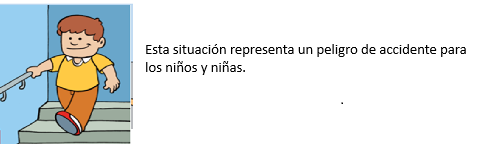 Esta situación representa un peligro de accidente para
los niños y niñas.
.